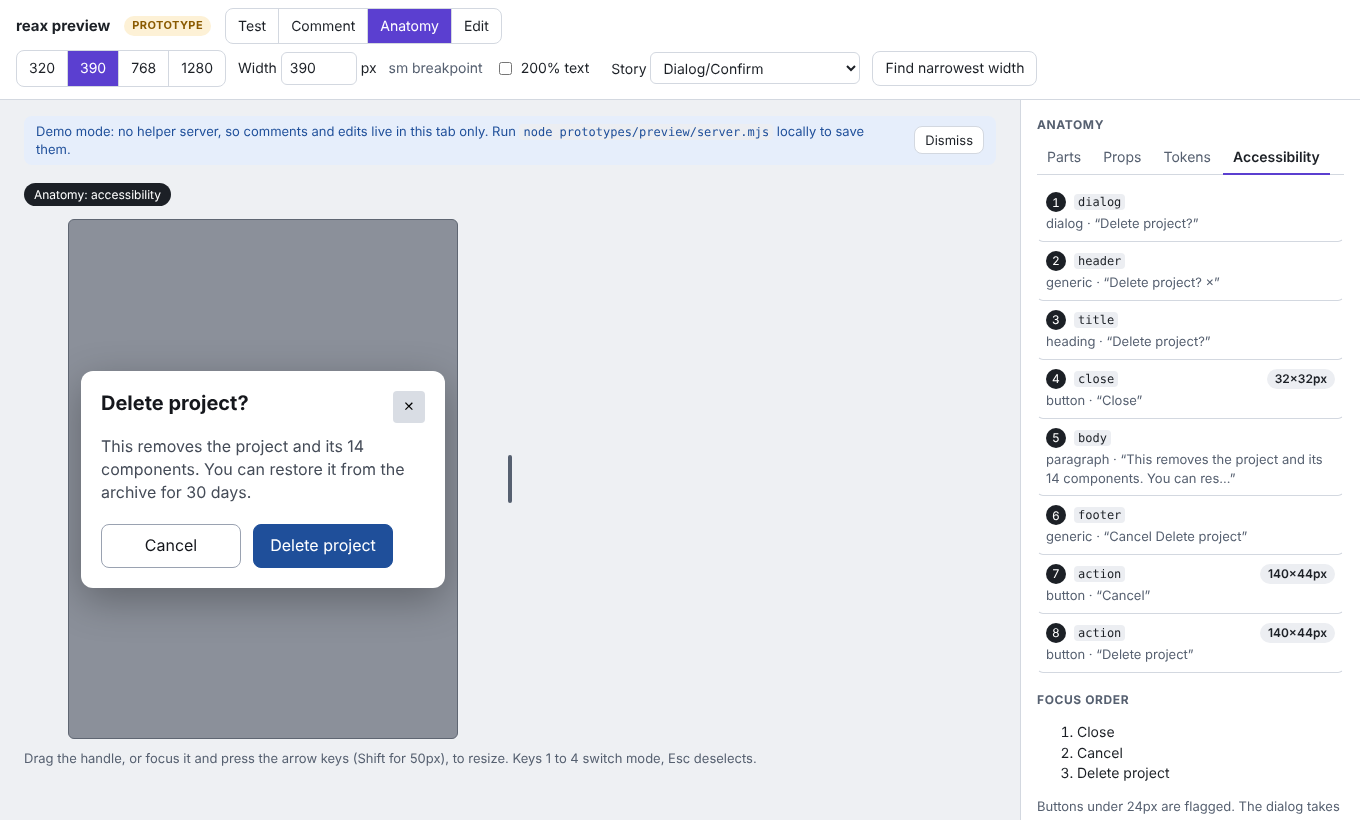 reax preview PROTOTYPE Test Comment Anatomy Edit
320 390 768 1280 Width 390 px sm breakpoint 200% text Story Dialog/Confirm Find narrowest width
Demo mode: no helper server, so comments and edits live in this tab only. Run node prototypes/preview/server.mjs locally to save
them.
Dismiss
Anatomy: accessibility
Delete project?
×
This removes the project and its 14
components. You can restore it from the
archive for 30 days.
Cancel Delete project
Drag the handle, or focus it and press the arrow keys (Shift for 50px), to resize. Keys 1 to 4 switch mode, Esc deselects.
ANATOMY
Parts Props Tokens Accessibility
1 dialog
dialog · “Delete project?”
2 header
generic · “Delete project? ×”
3 title
heading · “Delete project?”
4 close 32×32px
button · “Close”
5 body
paragraph · “This removes the project and its
14 components. You can res…”
6 footer
generic · “Cancel Delete project”
7 action 140×44px
button · “Cancel”
8 action 140×44px
button · “Delete project”
FOCUS ORDER
1. Close
2. Cancel
3. Delete project
Buttons under 24px are flagged. The dialog takes